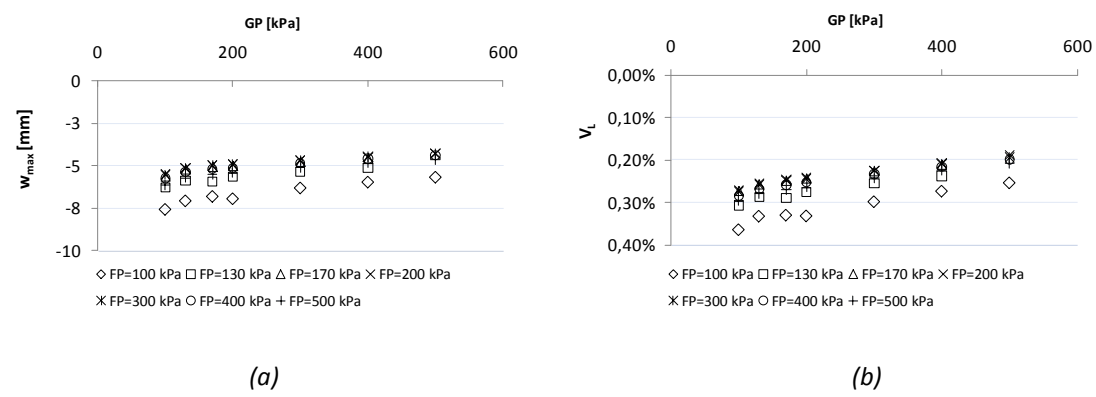 GP [kPa]
0 200 400 600
0
-3
-5
-8
-10
wmax [mm]
◇ FP=100 kPa □ FP=130 kPa △ FP=170 kPa × FP=200 kPa
FP=300 kPa ○ FP=400 kPa + FP=500 kPa
(a)
GP [kPa]
0 200 400 600
0,00%
0,10%
0,20%
0,30%
0,40%
VL
◇ FP=100 kPa □ FP=130 kPa △ FP=170 kPa × FP=200 kPa
FP=300 kPa ○ FP=400 kPa + FP=500 kPa
(b)